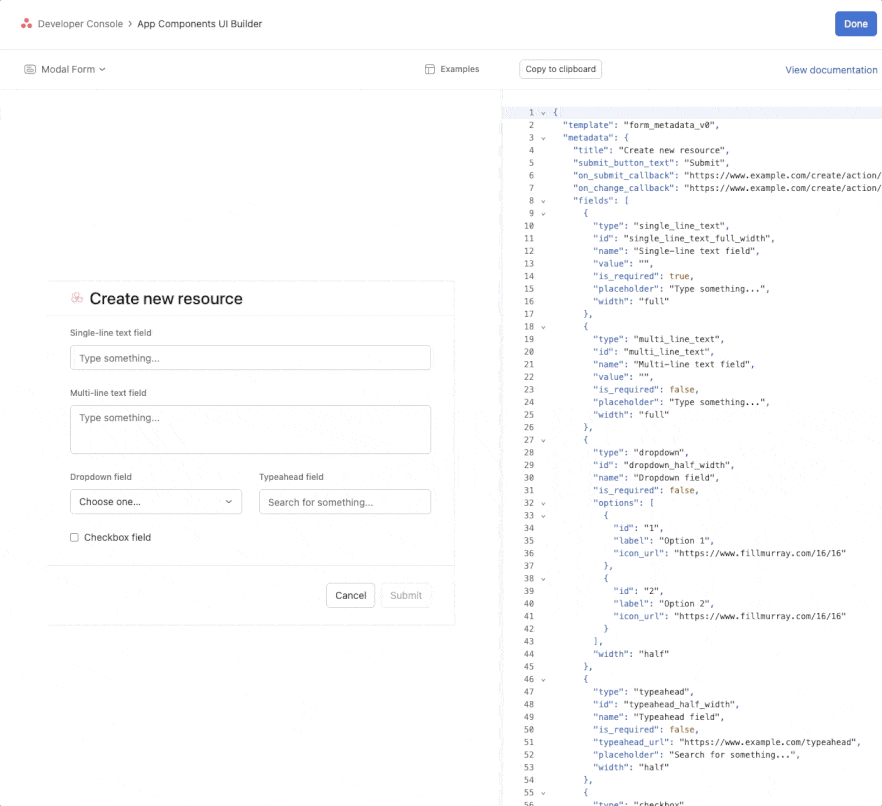 Developer Console › App Components UI Builder
Done
Modal Form
Examples
Copy to clipboard
View documentation
Create new resource
Single-line text field
Type something...
Multi-line text field
Type something...
Dropdown field Typeahead field
Choose one... Search for something...
Checkbox field
Cancel Submit
1 {
2 "template": "form_metadata_v0",
3 "metadata": {
4 "title": "Create new resource",
5 "submit_button_text": "Submit",
6 "on_submit_callback": "https://www.example.com/create/action/
7 "on_change_callback": "https://www.example.com/create/action/
8 "fields": [
9 {
10 "type": "single_line_text",
11 "id": "single_line_text_full_width",
12 "name": "Single-line text field",
13 "value": "",
14 "is_required": true,
15 "placeholder": "Type something...",
16 "width": "full"
17 },
18 {
19 "type": "multi_line_text",
20 "id": "multi_line_text",
21 "name": "Multi-line text field",
22 "value": "",
23 "is_required": false,
24 "placeholder": "Type something...",
25 "width": "full"
26 },
27 {
28 "type": "dropdown",
29 "id": "dropdown_half_width",
30 "name": "Dropdown field",
31 "is_required": false,
32 "options": [
33 {
34 "id": "1",
35 "label": "Option 1",
36 "icon_url": "https://www.fillmurray.com/16/16"
37 },
38 {
39 "id": "2",
40 "label": "Option 2",
41 "icon_url": "https://www.fillmurray.com/16/16"
42 }
43 ],
44 "width": "half"
45 },
46 {
47 "type": "typeahead",
48 "id": "typeahead_half_width",
49 "name": "Typeahead field",
50 "is_required": false,
51 "typeahead_url": "https://www.example.com/typeahead",
52 "placeholder": "Search for something...",
53 "width": "half"
54 },
55 {
56 "type": "checkbox"